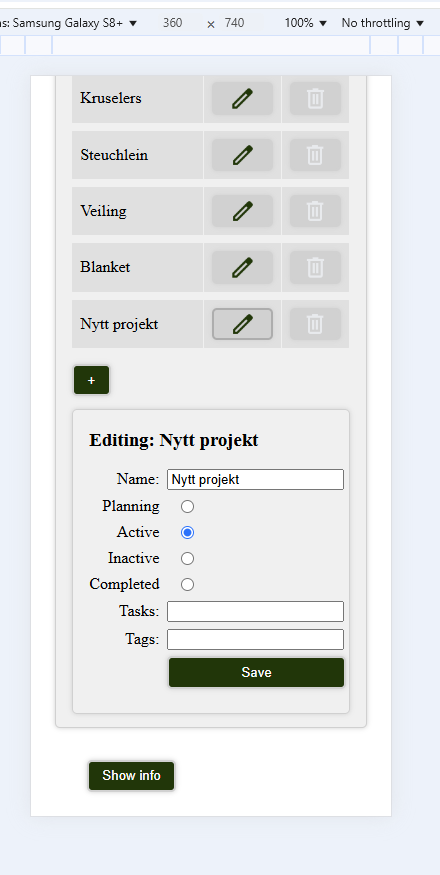 s: Samsung Galaxy S8+ ▼ 360 × 740 100% ▼ No throttling ▼
Kruselers
Steuchlein
Veiling
Blanket
Nytt projekt
+
Editing: Nytt projekt
Name: Nytt projekt
Planning
Active
Inactive
Completed
Tasks:
Tags:
Save
Show info